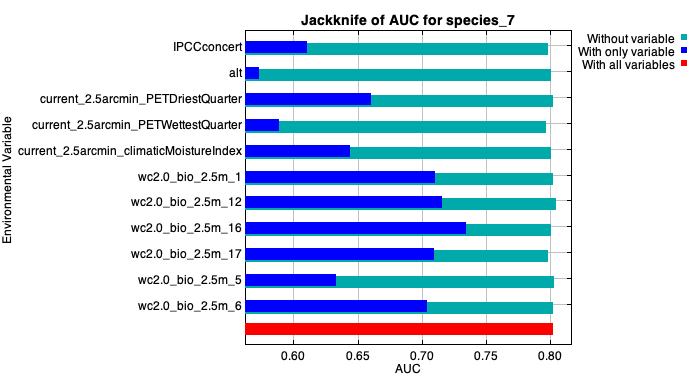 Jackknife of AUC for species_7
Environmental Variable
IPCCconcert
alt
current_2.5arcmin_PETDriestQuarter
current_2.5arcmin_PETWettestQuarter
current_2.5arcmin_climaticMoistureIndex
wc2.0_bio_2.5m_1
wc2.0_bio_2.5m_12
wc2.0_bio_2.5m_16
wc2.0_bio_2.5m_17
wc2.0_bio_2.5m_5
wc2.0_bio_2.5m_6
0.60 0.65 0.70 0.75 0.80
AUC
Without variable
With only variable
With all variables